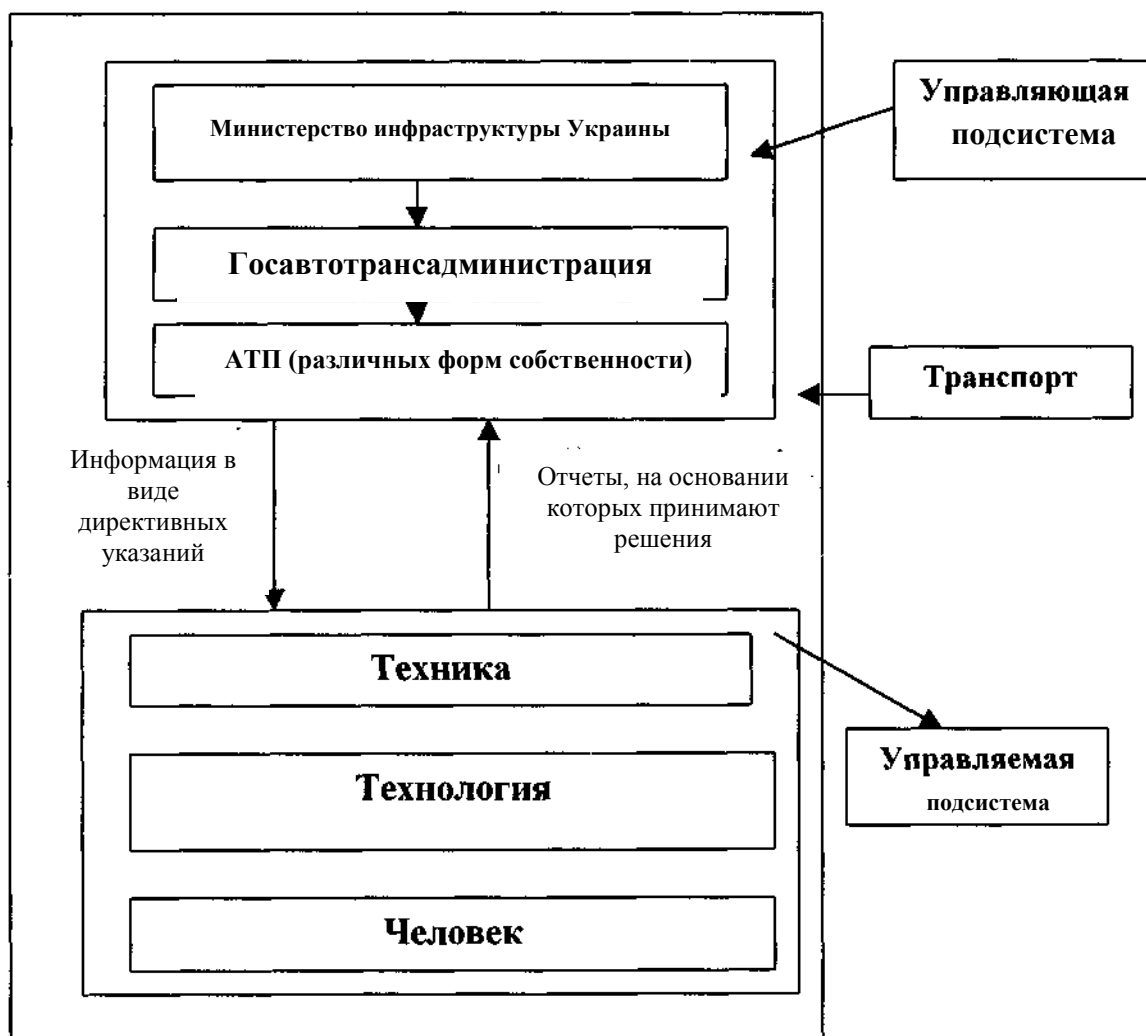 Министерство инфраструктуры Украины
Управляющая
подсистема
Госавтотрансадминистрация
АТП (различных форм собственности)
Транспорт
Информация в
виде
директивных
указаний
Отчеты, на основании
которых принимают
решения
Техника
Технология
Управляемая
подсистема
Человек